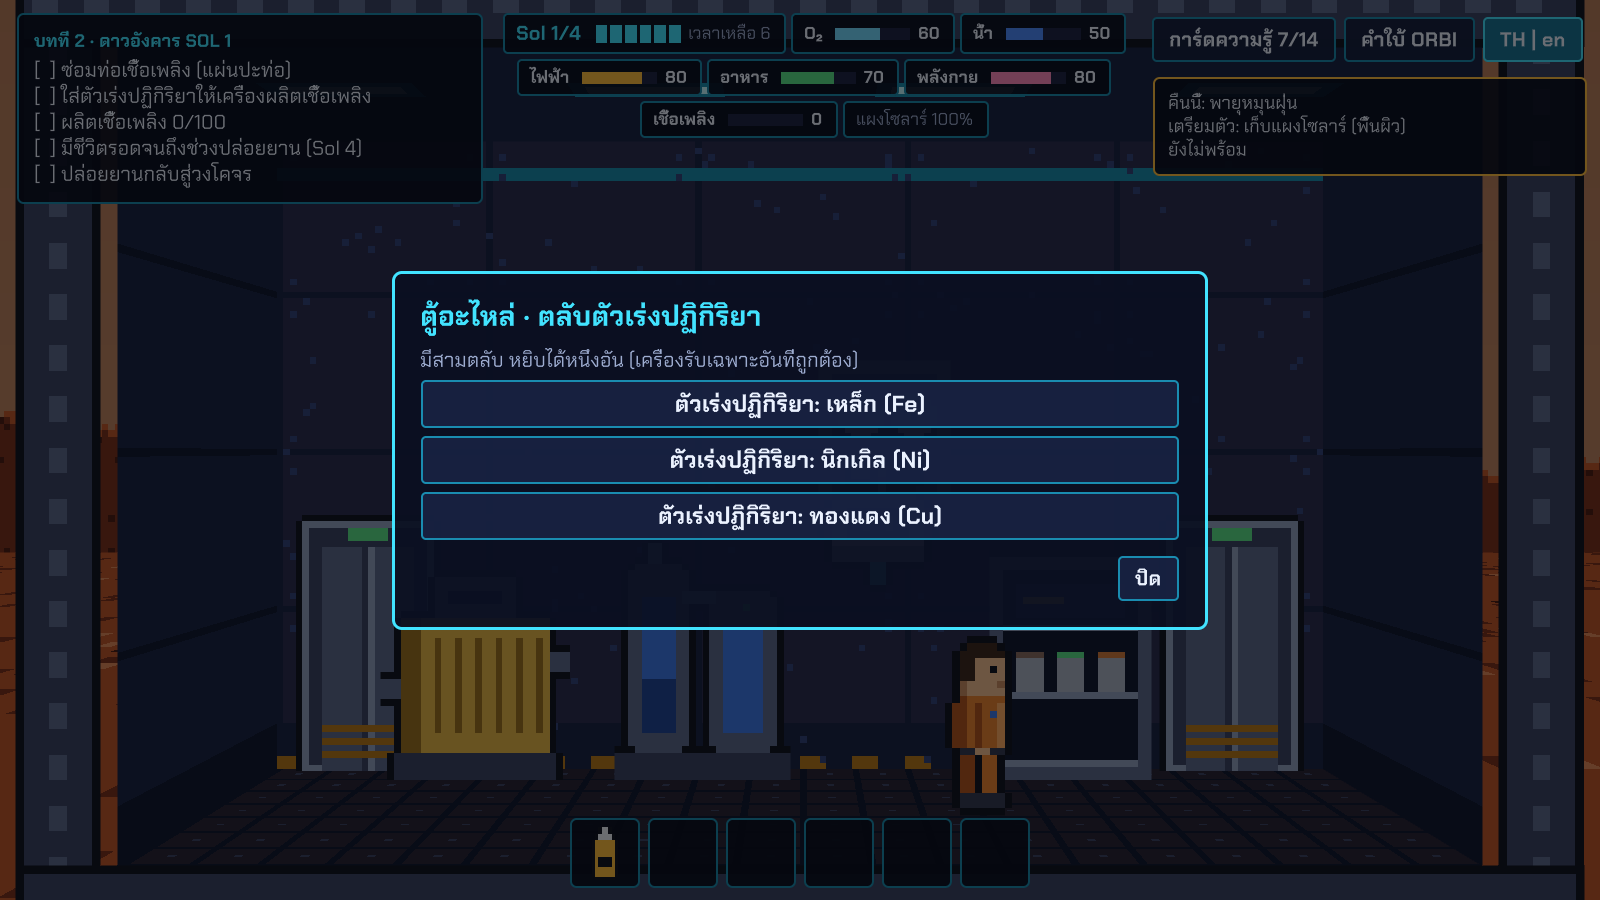 บทที่ 2 · ดาวอังคาร SOL 1
[ ] ซ่อมท่อเชื้อเพลิง (แผ่นปะท่อ)
[ ] ใส่ตัวเร่งปฏิกิริยาให้เครื่องผลิตเชื้อเพลิง
[ ] ผลิตเชื้อเพลิง 0/100
[ ] มีชีวิตรอดจนถึงช่วงปล่อยยาน (Sol 4)
[ ] ปล่อยยานกลับสู่วงโคจร
Sol 1/4 เวลาเหลือ 6
O₂ 60
น้ำ 50
ไฟฟ้า 80
อาหาร 70
พลังกาย 80
เชื้อเพลิง 0
แผงโซลาร์ 100%
การ์ดความรู้ 7/14
คำใบ้ ORBI
TH | en
คืนนี้: พายุหมุนฝุ่น
เตรียมตัว: เก็บแผงโซลาร์ (พื้นผิว)
ยังไม่พร้อม
ตู้อะไหล่ · ตลับตัวเร่งปฏิกิริยา
มีสามตลับ หยิบได้หนึ่งอัน (เครื่องรับเฉพาะอันที่ถูกต้อง)
ตัวเร่งปฏิกิริยา: เหล็ก (Fe)
ตัวเร่งปฏิกิริยา: นิกเกิล (Ni)
ตัวเร่งปฏิกิริยา: ทองแดง (Cu)
ปิด